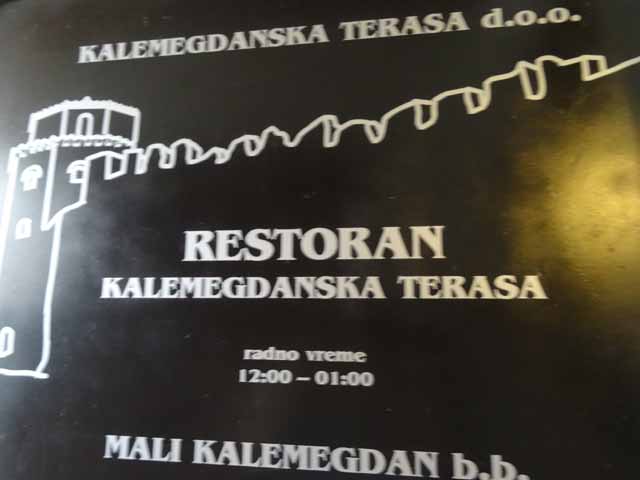 KALEMEGDANSKA TERASA d.o.o.
RESTORAN
KALEMEGDANSKA TERASA
radno vreme
12:00 – 01:00
MALI KALEMEGDAN b.b.